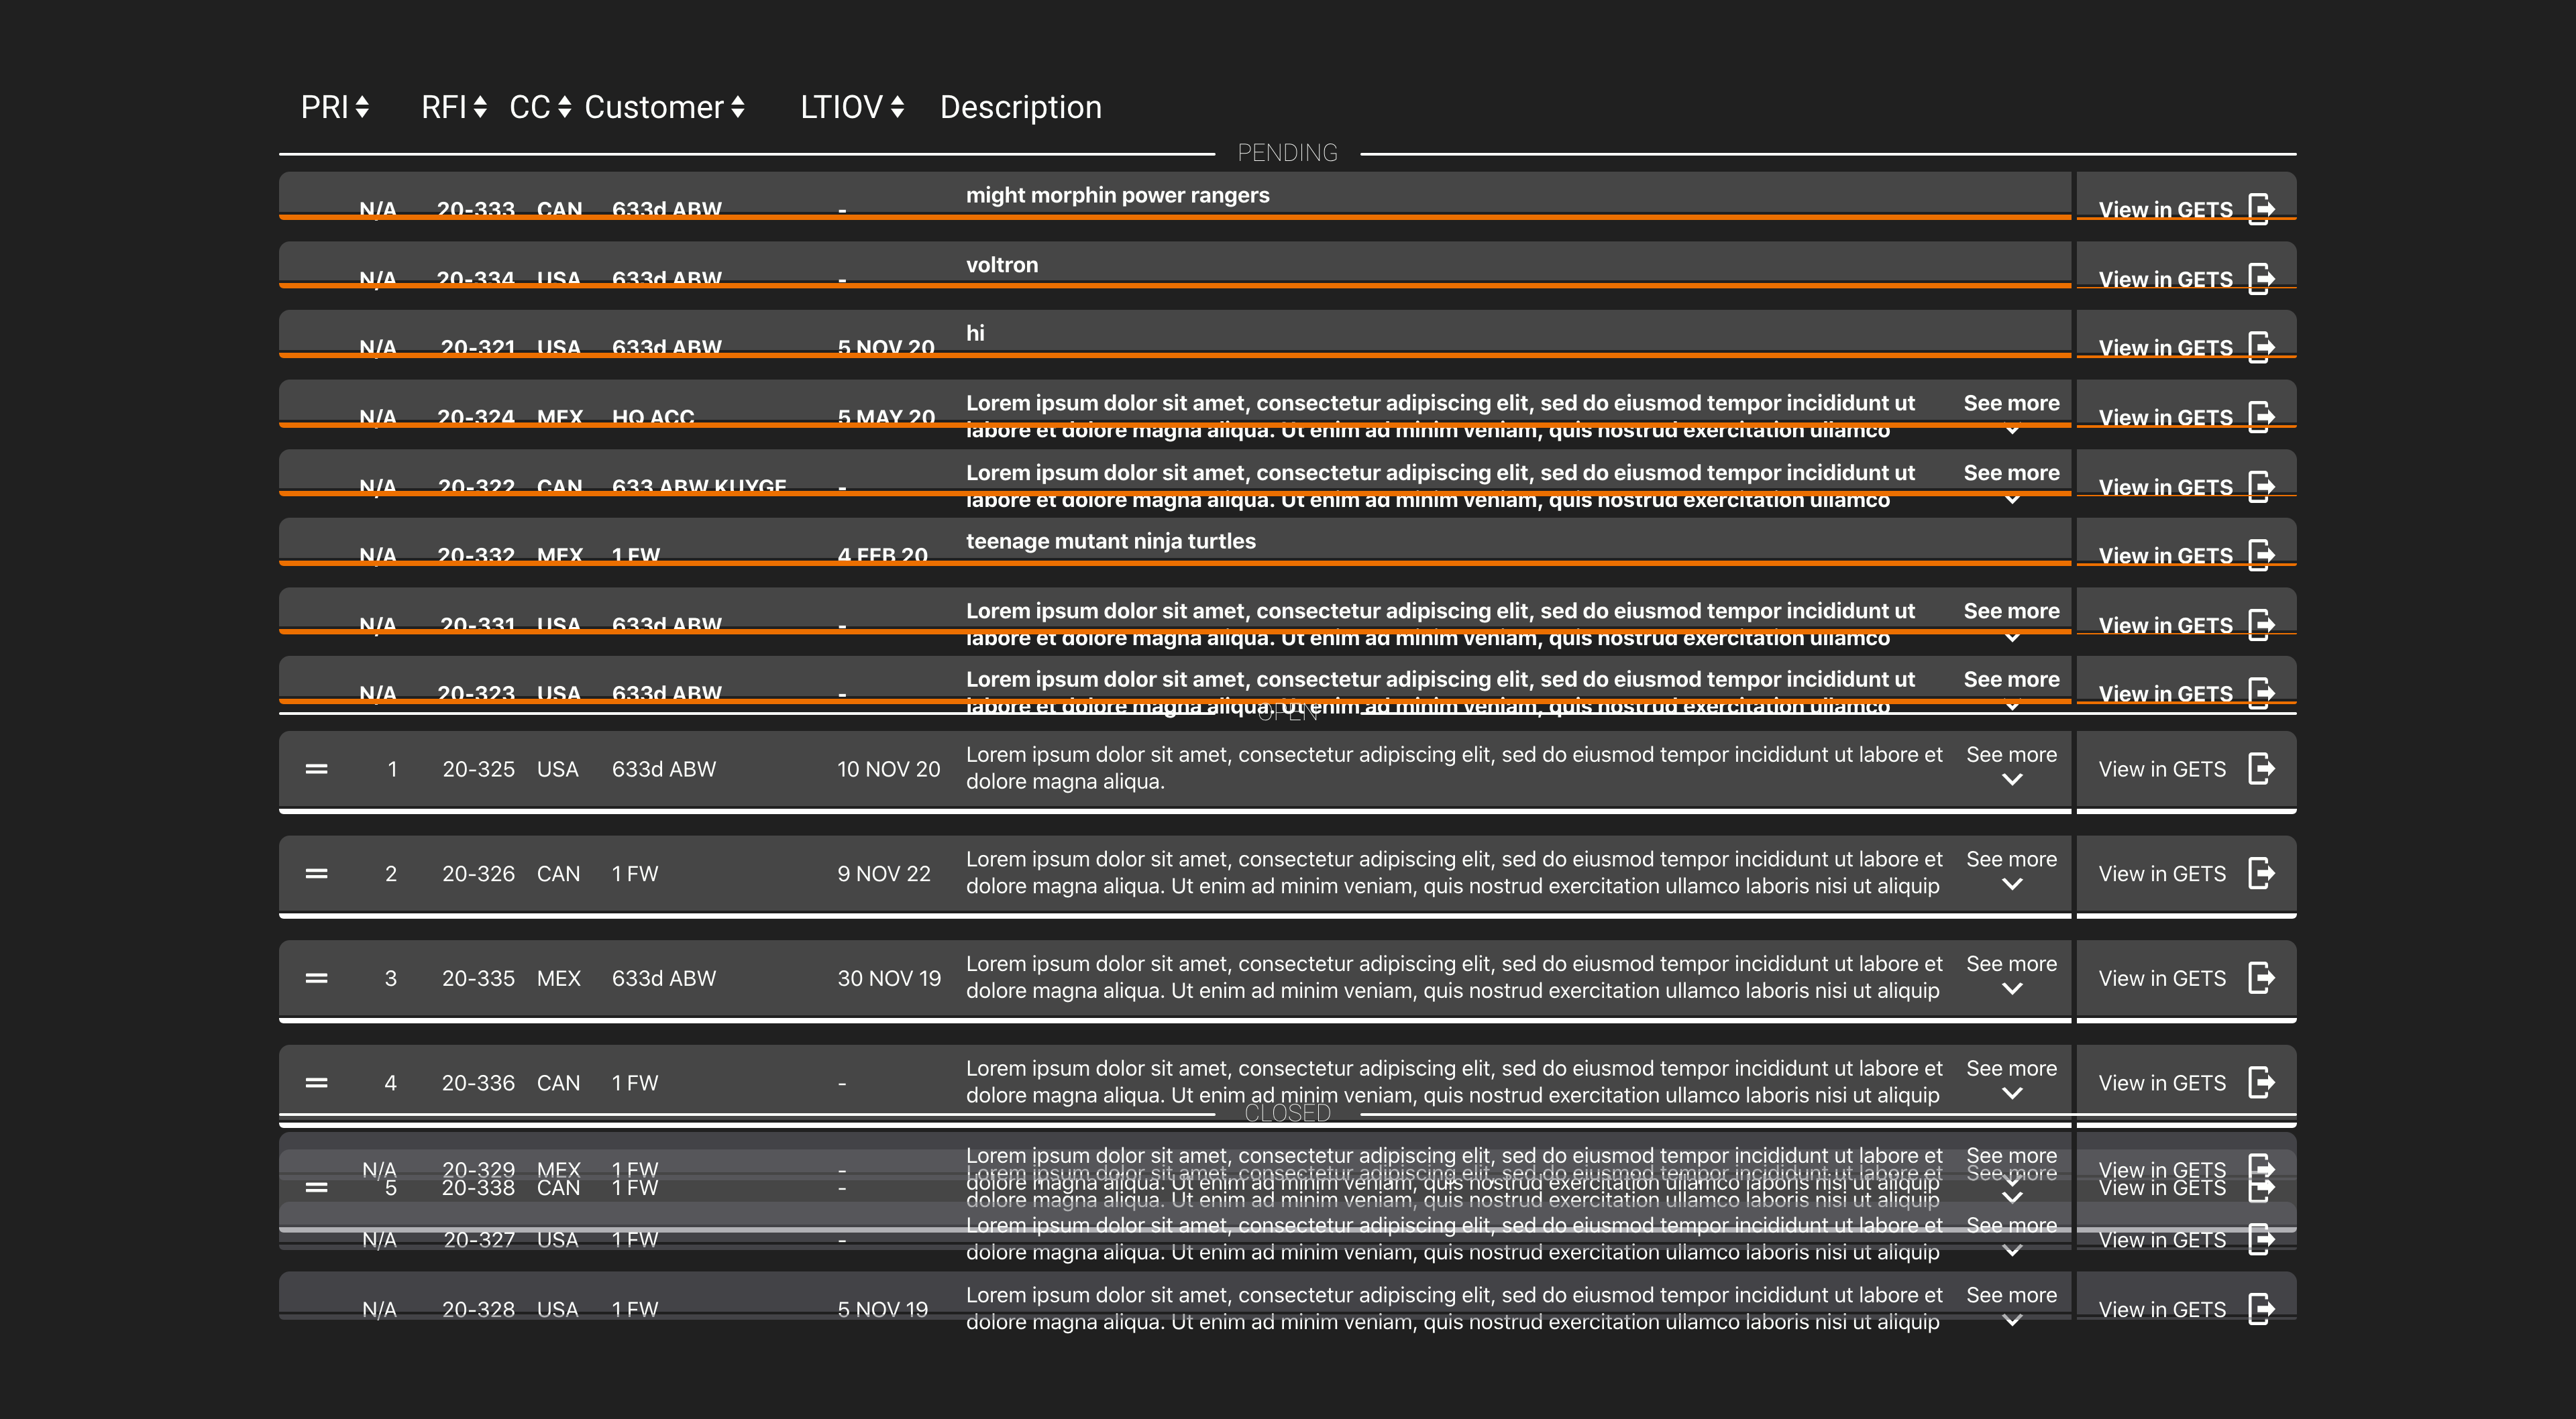 PRI RFI CC Customer LTIOV Description
PENDING
N/A 20-333 CAN 633d ABW - might morphin power rangers View in GETS
N/A 20-334 USA 633d ABW - voltron View in GETS
N/A 20-321 USA 633d ABW 5 NOV 20 hi View in GETS
N/A 20-324 MEX HQ ACC 5 MAY 20 Lorem ipsum dolor sit amet, consectetur adipiscing elit, sed do eiusmod tempor incididunt ut See more View in GETS
labore et dolore magna aliqua. Ut enim ad minim veniam, quis nostrud exercitation ullamco
N/A 20-322 CAN 633 ABW KUYGE - Lorem ipsum dolor sit amet, consectetur adipiscing elit, sed do eiusmod tempor incididunt ut See more View in GETS
labore et dolore magna aliqua. Ut enim ad minim veniam, quis nostrud exercitation ullamco
N/A 20-332 MEX 1 FW 4 FEB 20 teenage mutant ninja turtles View in GETS
N/A 20-331 USA 633d ABW - Lorem ipsum dolor sit amet, consectetur adipiscing elit, sed do eiusmod tempor incididunt ut See more View in GETS
labore et dolore magna aliqua. Ut enim ad minim veniam, quis nostrud exercitation ullamco
N/A 20-323 USA 633d ABW - Lorem ipsum dolor sit amet, consectetur adipiscing elit, sed do eiusmod tempor incididunt ut See more View in GETS
labore et dolore magna aliqua. Ut enim ad minim veniam, quis nostrud exercitation ullamco
OPEN
1 20-325 USA 633d ABW 10 NOV 20 Lorem ipsum dolor sit amet, consectetur adipiscing elit, sed do eiusmod tempor incididunt ut labore et See more View in GETS
dolore magna aliqua.
2 20-326 CAN 1 FW 9 NOV 22 Lorem ipsum dolor sit amet, consectetur adipiscing elit, sed do eiusmod tempor incididunt ut labore et See more View in GETS
dolore magna aliqua. Ut enim ad minim veniam, quis nostrud exercitation ullamco laboris nisi ut aliquip
3 20-335 MEX 633d ABW 30 NOV 19 Lorem ipsum dolor sit amet, consectetur adipiscing elit, sed do eiusmod tempor incididunt ut labore et See more View in GETS
dolore magna aliqua. Ut enim ad minim veniam, quis nostrud exercitation ullamco laboris nisi ut aliquip
4 20-336 CAN 1 FW - Lorem ipsum dolor sit amet, consectetur adipiscing elit, sed do eiusmod tempor incididunt ut labore et See more View in GETS
dolore magna aliqua. Ut enim ad minim veniam, quis nostrud exercitation ullamco laboris nisi ut aliquip
CLOSED
N/A 20-329 MEX 1 FW - Lorem ipsum dolor sit amet, consectetur adipiscing elit, sed do eiusmod tempor incididunt ut labore et See more View in GETS
dolore magna aliqua. Ut enim ad minim veniam, quis nostrud exercitation ullamco laboris nisi ut aliquip
5 20-338 CAN 1 FW - Lorem ipsum dolor sit amet, consectetur adipiscing elit, sed do eiusmod tempor incididunt ut labore et See more View in GETS
dolore magna aliqua. Ut enim ad minim veniam, quis nostrud exercitation ullamco laboris nisi ut aliquip
N/A 20-327 USA 1 FW - Lorem ipsum dolor sit amet, consectetur adipiscing elit, sed do eiusmod tempor incididunt ut labore et See more View in GETS
dolore magna aliqua. Ut enim ad minim veniam, quis nostrud exercitation ullamco laboris nisi ut aliquip
N/A 20-328 USA 1 FW 5 NOV 19 Lorem ipsum dolor sit amet, consectetur adipiscing elit, sed do eiusmod tempor incididunt ut labore et See more View in GETS
dolore magna aliqua. Ut enim ad minim veniam, quis nostrud exercitation ullamco laboris nisi ut aliquip